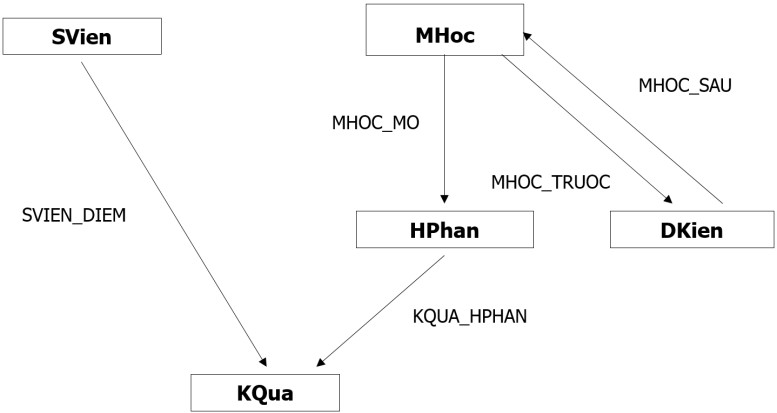 SVien
MHoc
MHOC_SAU
MHOC_MO
MHOC_TRUOC
SVIEN_DIEM
HPhan
DKien
KQUA_HPHAN
KQua